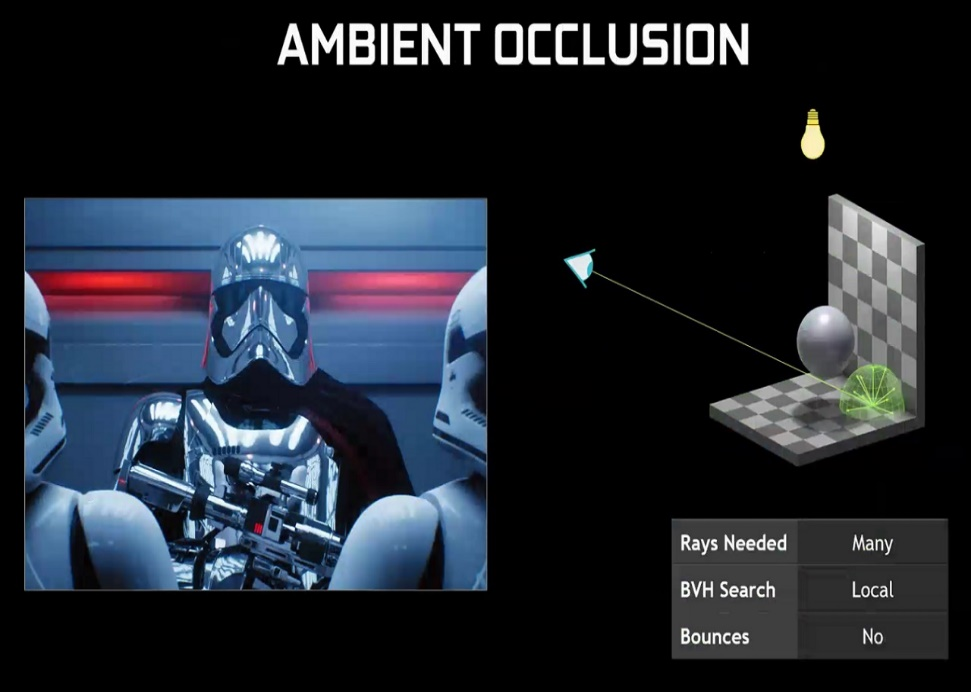 AMBIENT OCCLUSION
Rays Needed Many
BVH Search Local
Bounces No